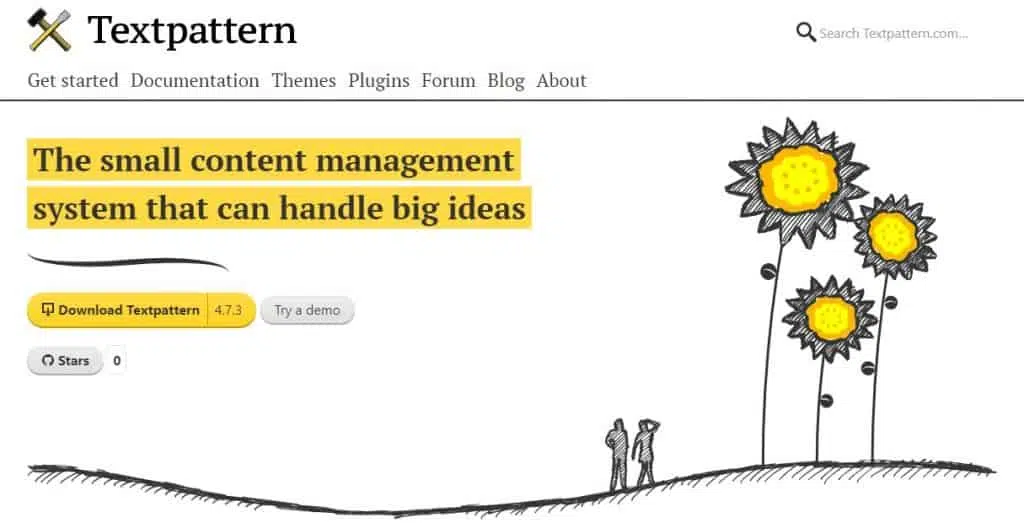 Textpattern
Search Textpattern.com...
Get started Documentation Themes Plugins Forum Blog About
The small content management
system that can handle big ideas
Download Textpattern 4.7.3 Try a demo
Stars 0